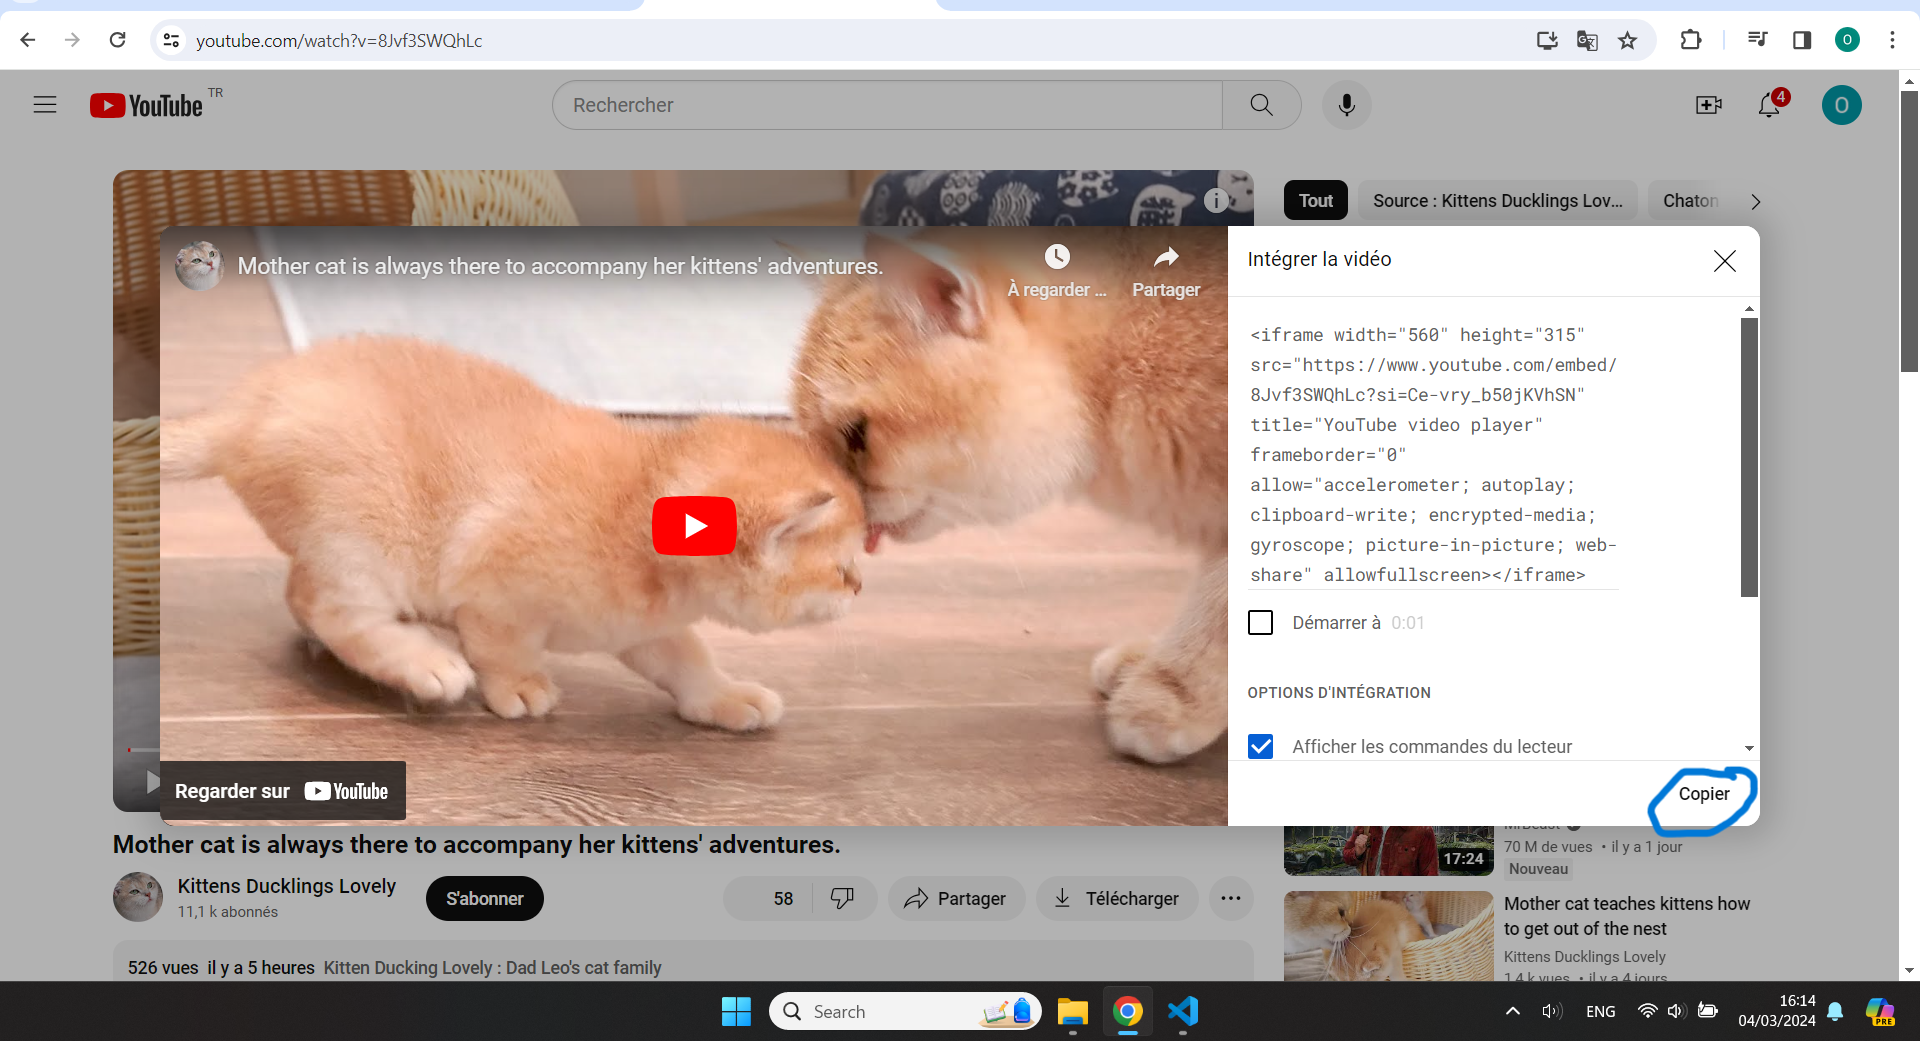 youtube.com/watch?v=8Jvf3SWQhLc
YouTube TR
Rechercher
4
O
O
Tout
Source : Kittens Ducklings Lov...
Chaton
Mother cat is always there to accompany her kittens' adventures.
À regarder ...
Partager
Intégrer la vidéo
<iframe width="560" height="315"
src="https://www.youtube.com/embed/
8Jvf3SWQhLc?si=Ce-vry_b50jKVhSN"
title="YouTube video player"
frameborder="0"
allow="accelerometer; autoplay;
clipboard-write; encrypted-media;
gyroscope; picture-in-picture; web-
share" allowfullscreen></iframe>
Démarrer à 0:01
OPTIONS D'INTÉGRATION
Afficher les commandes du lecteur
Copier
Regarder sur YouTube
Mother cat is always there to accompany her kittens' adventures.
Kittens Ducklings Lovely
11,1 k abonnés
S'abonner
58
Partager
Télécharger
526 vues il y a 5 heures Kitten Ducking Lovely : Dad Leo's cat family
17:24
MrBeast
70 M de vues • il y a 1 jour
Nouveau
Mother cat teaches kittens how
to get out of the nest
Kittens Ducklings Lovely
1,4 k vues • il y a 4 jours
Search
ENG
16:14
04/03/2024
PRE